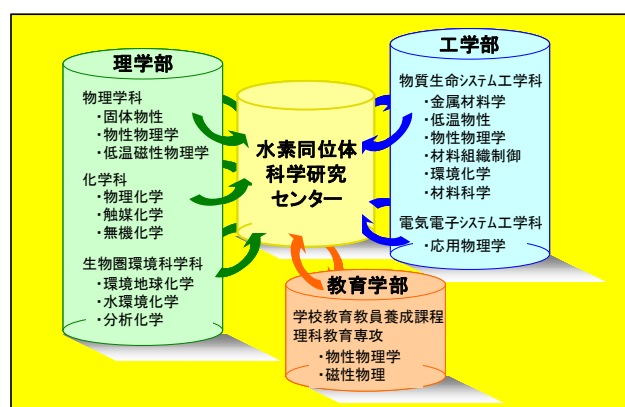 理学部
物理学科
・固体物性
・物性物理学
・低温磁性物理学
化学科
・物理化学
・触媒化学
・無機化学
生物圏環境科学科
・環境地球化学
・水環境化学
・分析化学
水素同位体
科学研究
センター
工学部
物質生命システム工学科
・金属材料学
・低温物性
・物性物理学
・材料組織制御
・環境化学
・材料科学
電気電子システム工学科
・応用物理学
教育学部
学校教育教員養成課程
理科教育専攻
・物性物理学
・磁性物理